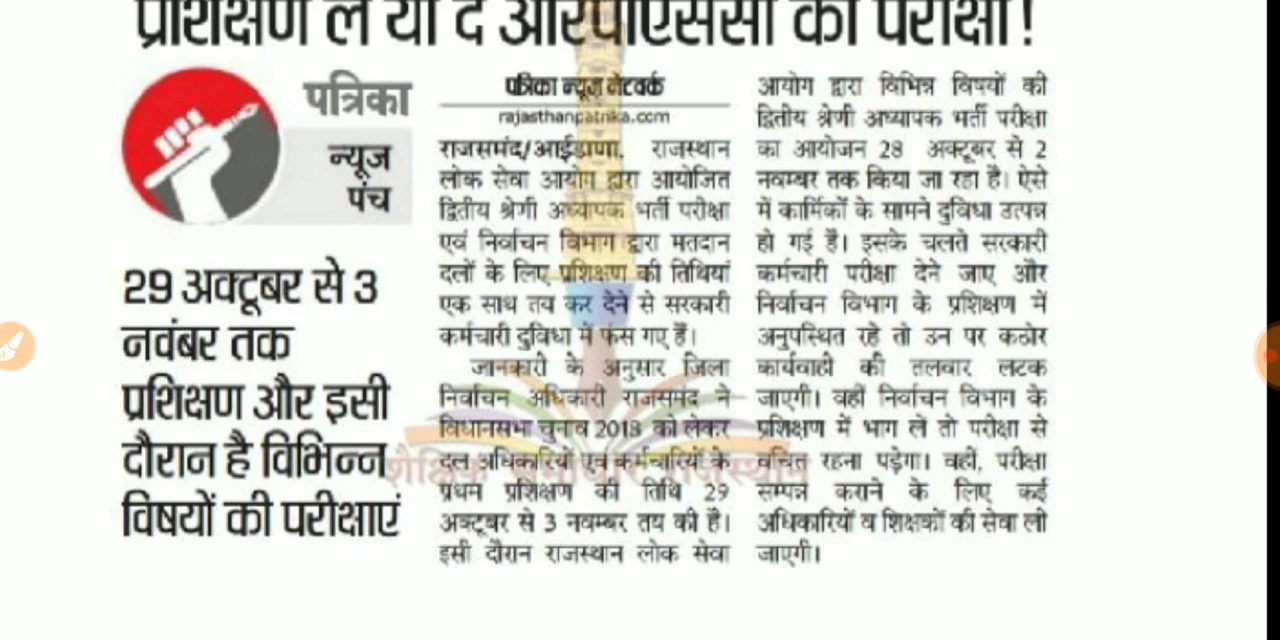 प्रशिक्षण लें या दें आरपीएससी की परीक्षा!
पत्रिका
न्यूज
पंच
29 अक्टूबर से 3
नवंबर तक
प्रशिक्षण और इसी
दौरान है विभिन्न
विषयों की परीक्षाएं
पत्रिका न्यूज नेटवर्क
rajasthanpatrika.com
राजसमंद/आईडाणा. राजस्थान
लोक सेवा आयोग द्वारा आयोजित
द्वितीय श्रेणी अध्यापक भर्ती परीक्षा
एवं निर्वाचन विभाग द्वारा मतदान
दलों के लिए प्रशिक्षण की तिथियां
एक साथ तय कर देने से सरकारी
कर्मचारी दुविधा में फंस गए हैं।
जानकारी के अनुसार जिला
निर्वाचन अधिकारी राजसमंद ने
विधानसभा चुनाव 2018 को लेकर
दल अधिकारियों एवं कर्मचारियों के
प्रथम प्रशिक्षण की तिथि 29
अक्टूबर से 3 नवम्बर तय की है।
इसी दौरान राजस्थान लोक सेवा
आयोग द्वारा विभिन्न विषयों की
द्वितीय श्रेणी अध्यापक भर्ती परीक्षा
का आयोजन 28 अक्टूबर से 2
नवम्बर तक किया जा रहा है। ऐसे
में कार्मिकों के सामने दुविधा उत्पन्न
हो गई है। इसके चलते सरकारी
कर्मचारी परीक्षा देने जाए और
निर्वाचन विभाग के प्रशिक्षण में
अनुपस्थित रहे तो उन पर कठोर
कार्यवाही की तलवार लटक
जाएगी। वहीं निर्वाचन विभाग के
प्रशिक्षण में भाग लें तो परीक्षा से
वंचित रहना पड़ेगा। वहीं, परीक्षा
सम्पन्न कराने के लिए कई
अधिकारियों व शिक्षकों की सेवा ली
जाएगी।
शैक्षिक समाचार राजस्थान